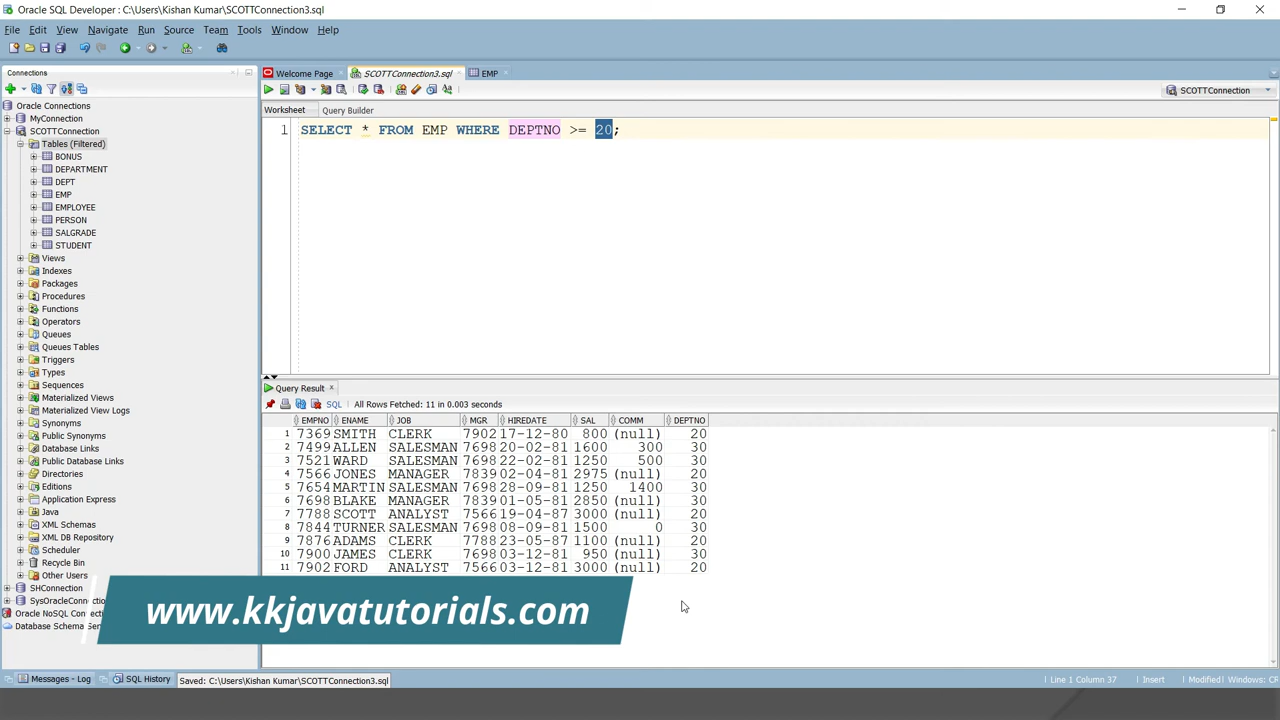 Oracle SQL Developer : C:\Users\Kishan Kumar\SCOTTConnection3.sql
File Edit View Navigate Run Source Team Tools Window Help
Connections
Oracle Connections
MyConnection
SCOTTConnection
Tables (Filtered)
BONUS
DEPARTMENT
DEPT
EMP
EMPLOYEE
PERSON
SALGRADE
STUDENT
Views
Indexes
Packages
Procedures
Functions
Operators
Queues
Queues Tables
Triggers
Types
Sequences
Materialized Views
Materialized View Logs
Synonyms
Public Synonyms
Database Links
Public Database Links
Directories
Editions
Application Express
Java
XML Schemas
XML DB Repository
Scheduler
Recycle Bin
Other Users
SHConnection
SysOracleConnectio
Oracle NoSQL Connectio
Database Schema Serv
Welcome Page SCOTTConnection3.sql EMP
SCOTTConnection
Worksheet Query Builder
1 SELECT * FROM EMP WHERE DEPTNO >= 20;
Query Result
SQL All Rows Fetched: 11 in 0.003 seconds
EMPNO ENAME JOB MGR HIREDATE SAL COMM DEPTNO
1 7369 SMITH CLERK 7902 17-12-80 800 (null) 20
2 7499 ALLEN SALESMAN 7698 20-02-81 1600 300 30
3 7521 WARD SALESMAN 7698 22-02-81 1250 500 30
4 7566 JONES MANAGER 7839 02-04-81 2975 (null) 20
5 7654 MARTIN SALESMAN 7698 28-09-81 1250 1400 30
6 7698 BLAKE MANAGER 7839 01-05-81 2850 (null) 30
7 7788 SCOTT ANALYST 7566 19-04-87 3000 (null) 20
8 7844 TURNER SALESMAN 7698 08-09-81 1500 0 30
9 7876 ADAMS CLERK 7788 23-05-87 1100 (null) 20
10 7900 JAMES CLERK 7698 03-12-81 950 (null) 30
11 7902 FORD ANALYST 7566 03-12-81 3000 (null) 20
www.kkjavatutorials.com
Messages - Log SQL History Saved: C:\Users\Kishan Kumar\SCOTTConnection3.sql
Line 1 Column 37 Insert Modified Windows: CR